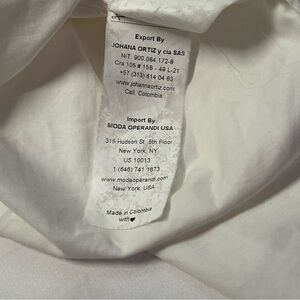 Export By
JOHANA ORTIZ y cia SAS
NIT. 900.064.172-8
Cra 105 # 15B - 49 L-21
+57 (313) 614 04 63
www.johanaortiz.com
Cali, Colombia
Import By
MODA OPERANDI USA
315 Hudson St. 5th Floor
New York, NY
US 10013
1 (646) 741 1873
www.modaoperandi.com
New York, USA
Made in Colombia
with